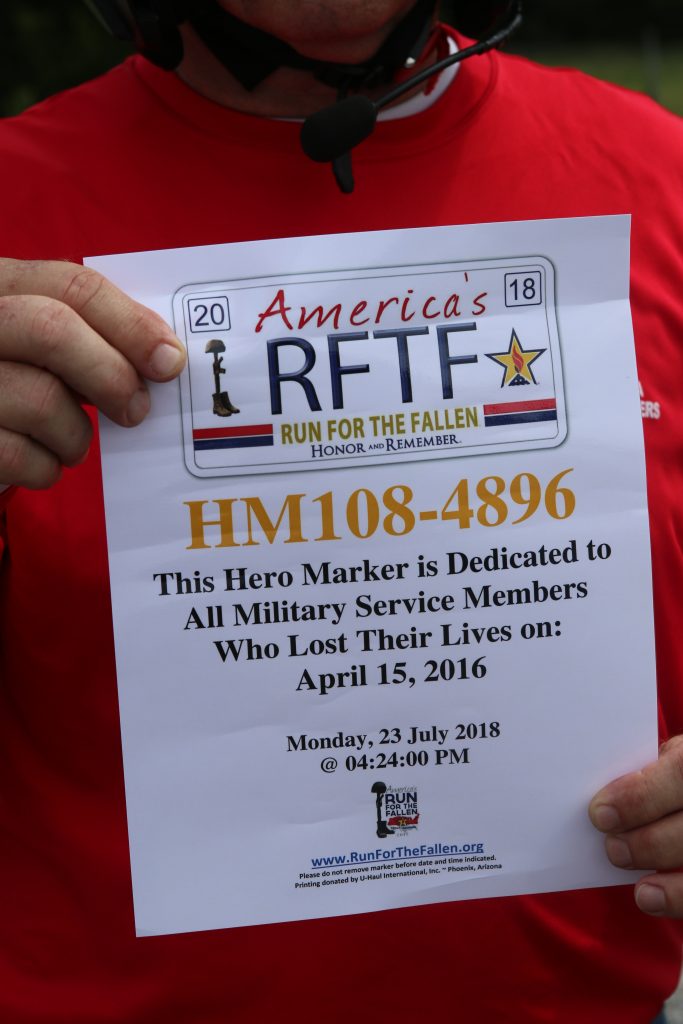 20
18
America's
RFTF
RUN FOR THE FALLEN
HONOR AND REMEMBER.
HM108-4896
This Hero Marker is Dedicated to
All Military Service Members
Who Lost Their Lives on:
April 15, 2016
Monday, 23 July 2018
@ 04:24:00 PM
America's
RUN
FOR THE
FALLEN
www.RunForTheFallen.org
Please do not remove marker before date and time indicated.
Printing donated by U-Haul International, Inc. ~ Phoenix, Arizona